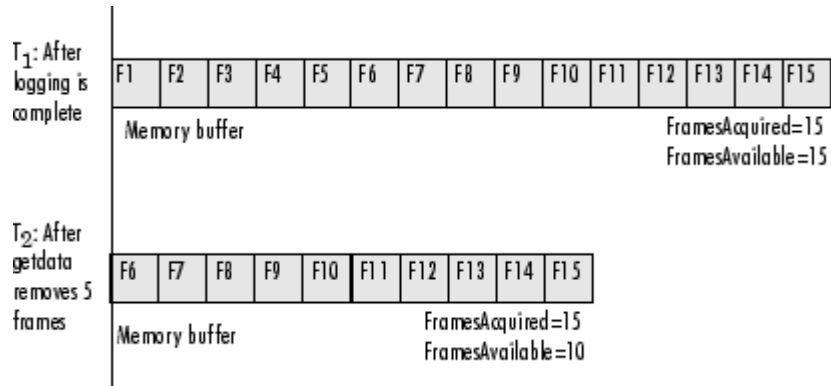 T1: After
logging is
complete
F1 F2 F3 F4 F5 F6 F7 F8 F9 F10 F11 F12 F13 F14 F15
Memory buffer
FramesAcquired=15
FramesAvailable=15
T2: After
getdata
removes 5
frames
F6 F7 F8 F9 F10 F11 F12 F13 F14 F15
Memory buffer
FramesAcquired=15
FramesAvailable=10